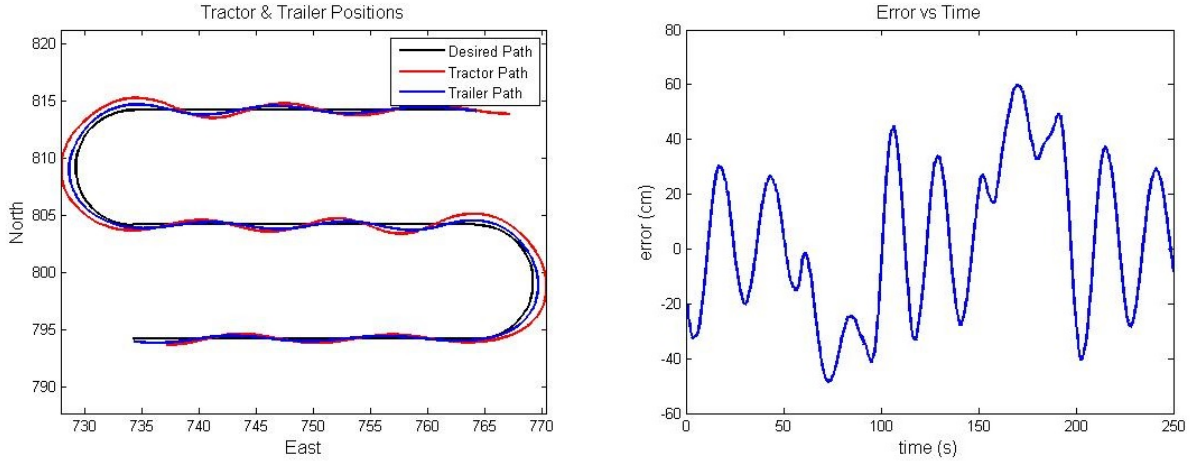 Tractor & Trailer Positions
820
815
810
805
800
795
790
North
730 735 740 745 750 755 760 765 770
East
Desired Path
Tractor Path
Trailer Path
Error vs Time
80
60
40
20
0
-20
-40
-60
error (cm)
0 50 100 150 200 250
time (s)